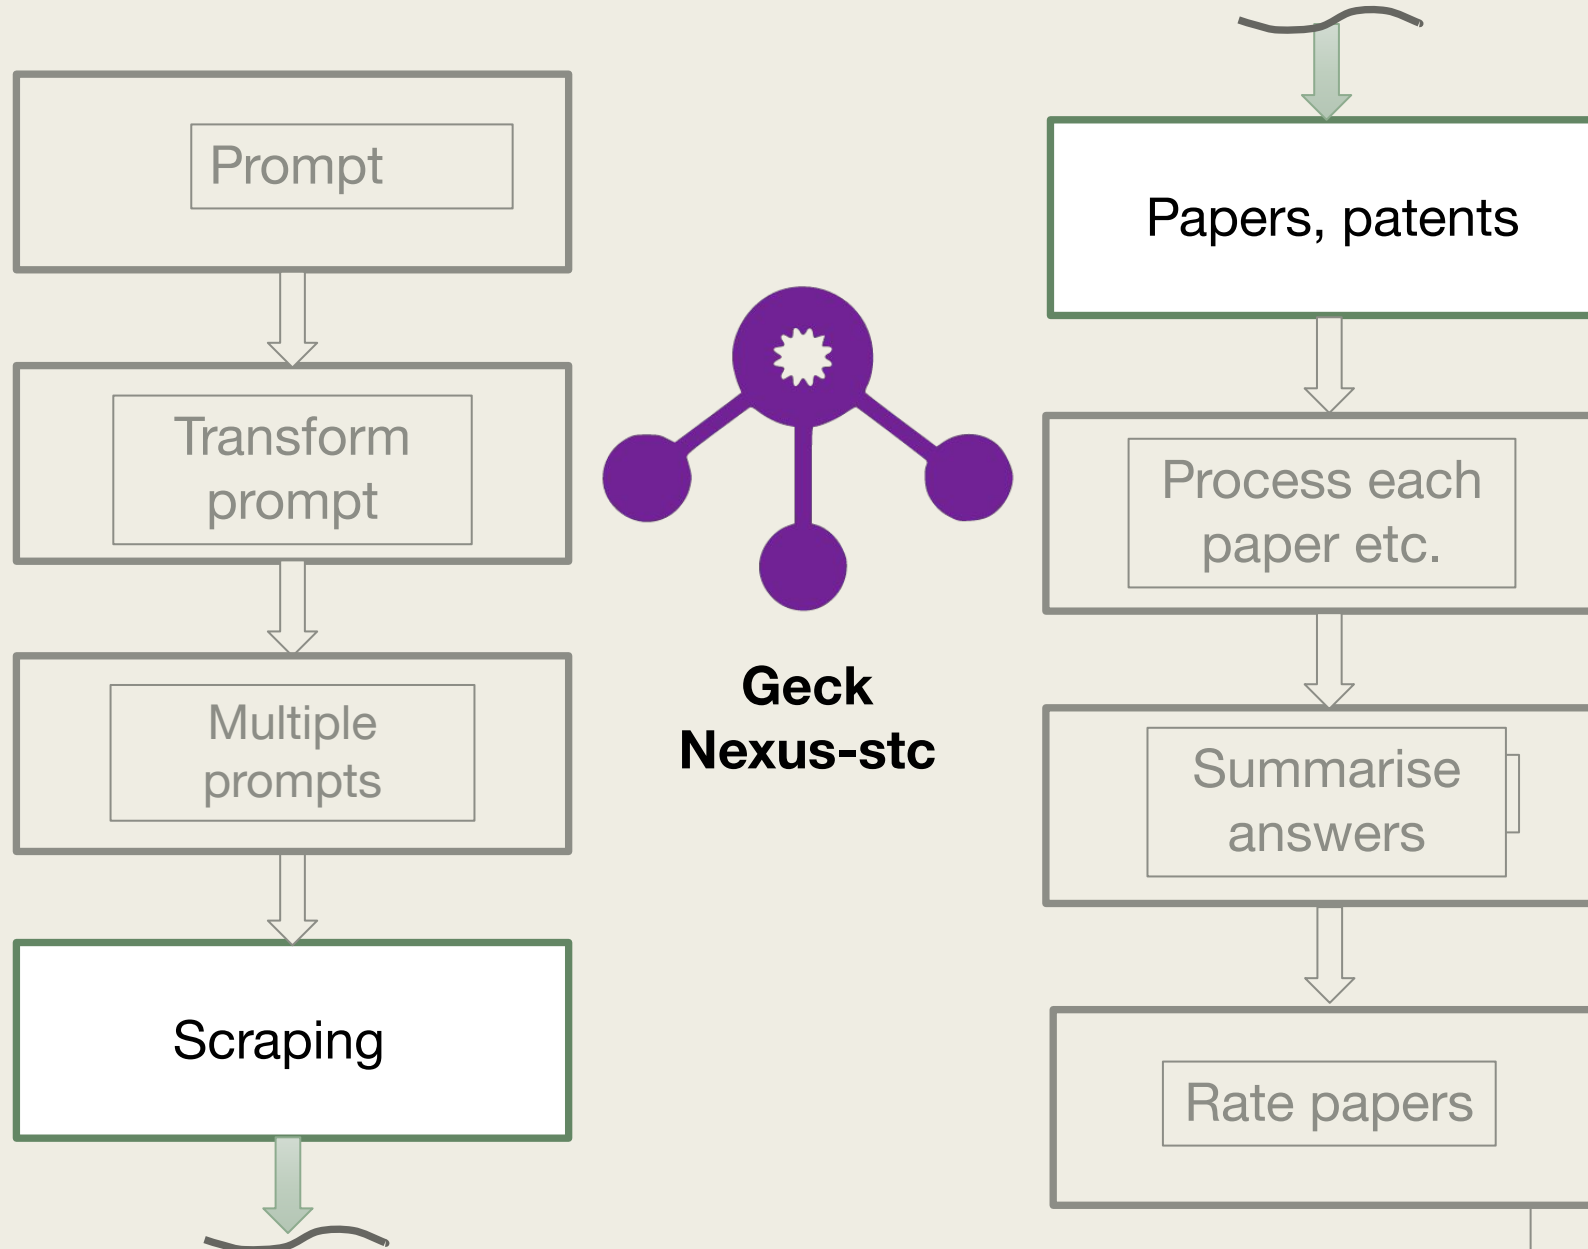 Prompt
Transform
prompt
Multiple
prompts
Scraping
Geck
Nexus-stc
Papers, patents
Process each
paper etc.
Summarise
answers
Rate papers